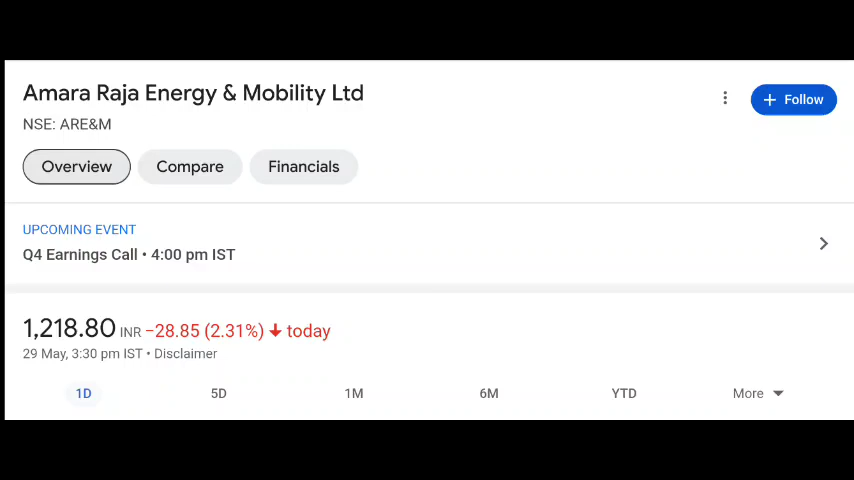 Amara Raja Energy & Mobility Ltd
+ Follow
NSE: ARE&M
Overview Compare Financials
UPCOMING EVENT
Q4 Earnings Call • 4:00 pm IST
1,218.80 INR −28.85 (2.31%) ↓ today
29 May, 3:30 pm IST • Disclaimer
1D 5D 1M 6M YTD More